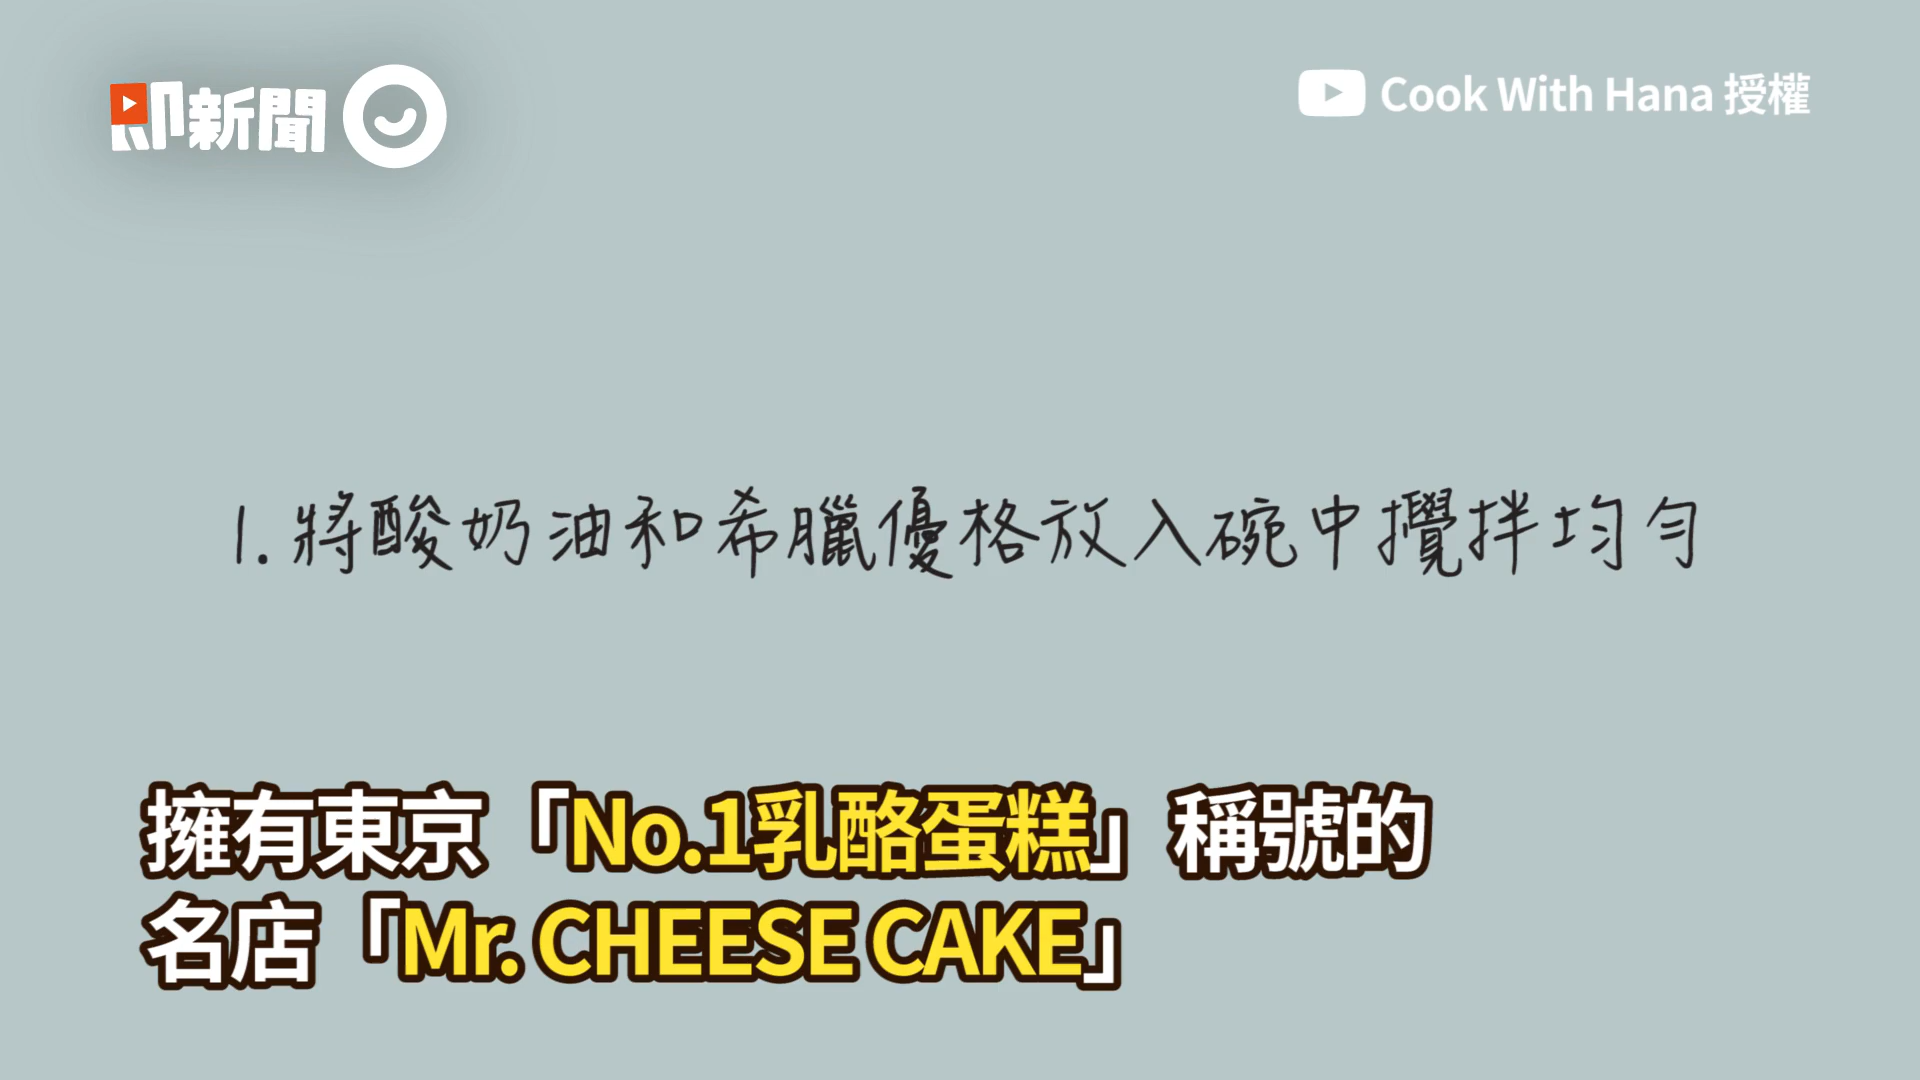 即新聞
Cook With Hana 授權
1. 將酸奶油和希臘優格放入碗中攪拌均勻
擁有東京「No.1乳酪蛋糕」稱號的
名店「Mr. CHEESE CAKE」